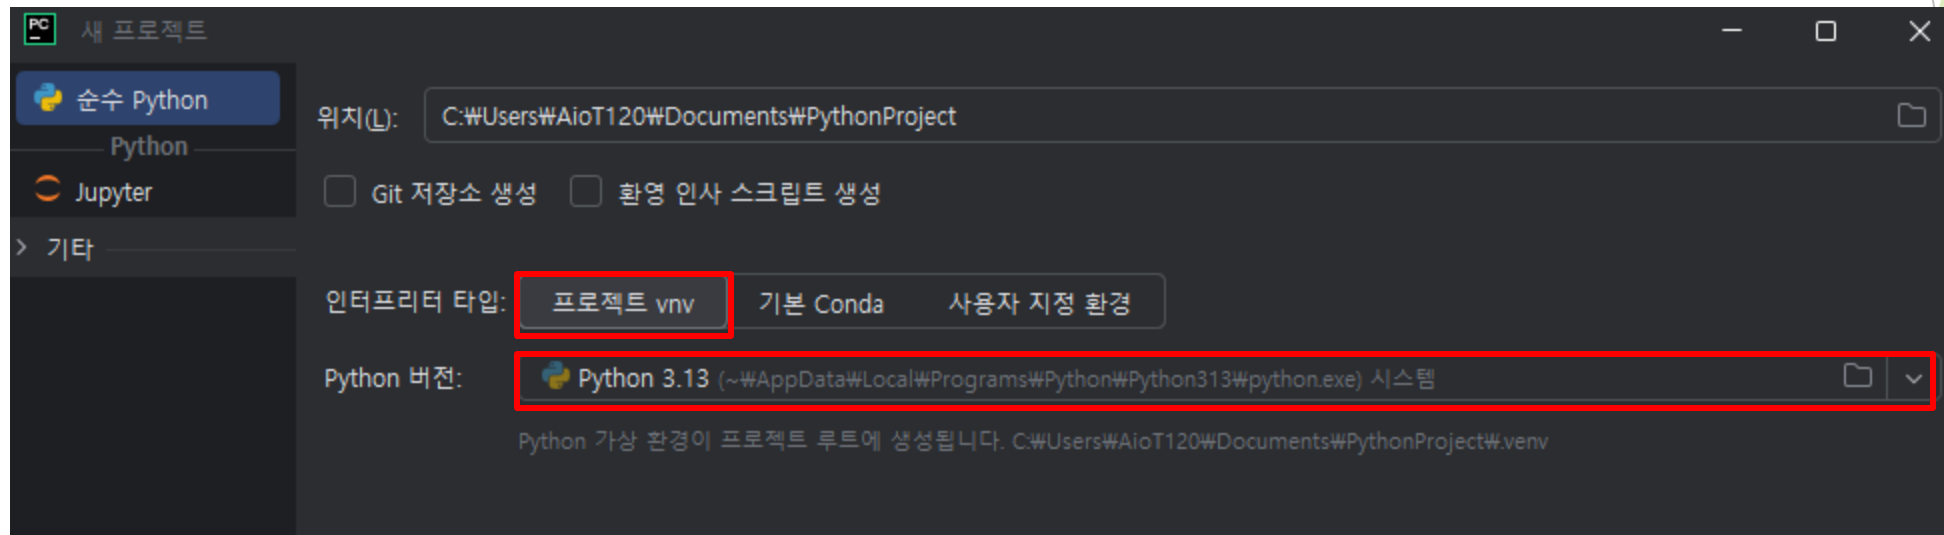 PC 새 프로젝트
순수 Python
위치(L): C:₩Users₩AioT120₩Documents₩PythonProject
Python
Jupyter
Git 저장소 생성 환영 인사 스크립트 생성
기타
인터프리터 타입: 프로젝트 vnv 기본 Conda 사용자 지정 환경
Python 버전: Python 3.13 (~₩AppData₩Local₩Programs₩Python₩Python313₩python.exe) 시스템
Python 가상 환경이 프로젝트 루트에 생성됩니다. C:₩Users₩AioT120₩Documents₩PythonProject₩.venv